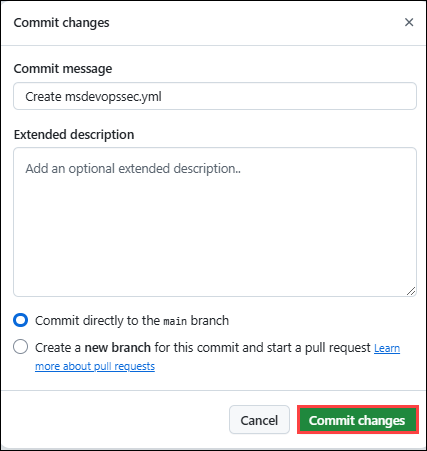 Commit changes
Commit message
Create msdevopssec.yml
Extended description
Add an optional extended description..
Commit directly to the main branch
Create a new branch for this commit and start a pull request Learn
more about pull requests
Cancel
Commit changes